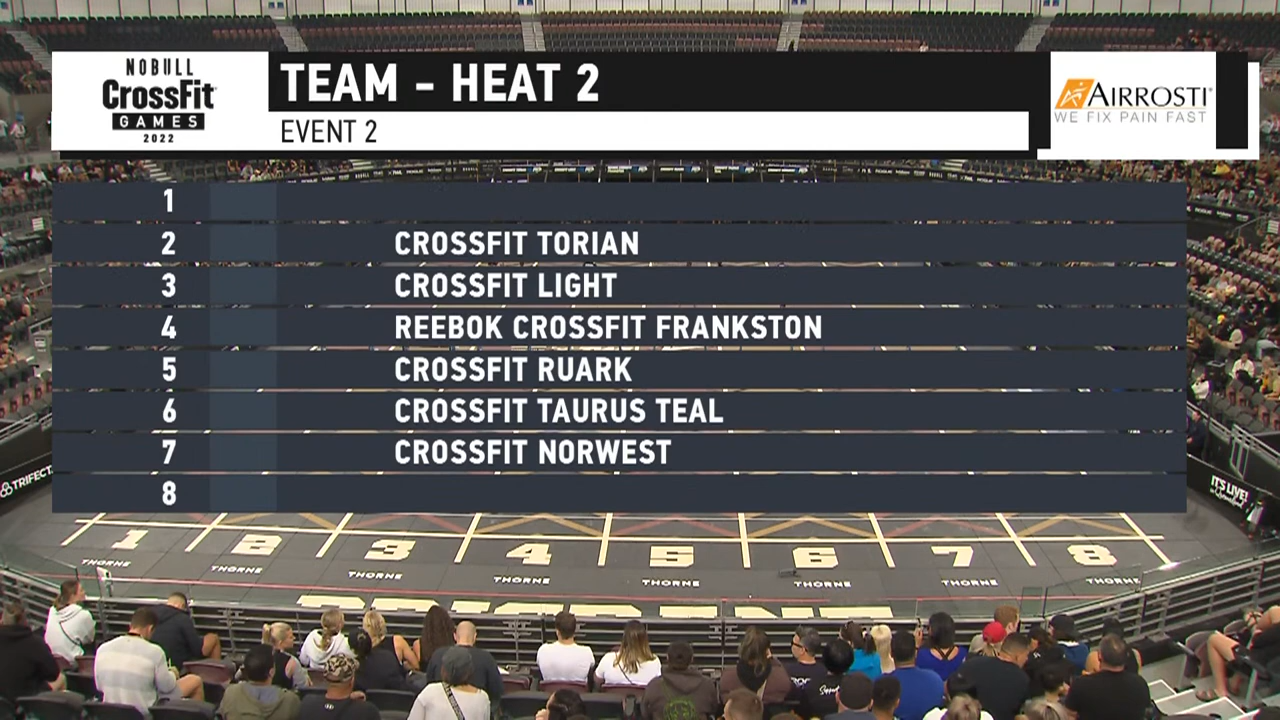 NOBULL
CrossFit
GAMES
2022
TEAM – HEAT 2
EVENT 2
AIRROSTI
WE FIX PAIN FAST
1
2 CROSSFIT TORIAN
3 CROSSFIT LIGHT
4 REEBOK CROSSFIT FRANKSTON
5 CROSSFIT RUARK
6 CROSSFIT TAURUS TEAL
7 CROSSFIT NORWEST
8
TRIFECT
IT'S LIVE!
1 2 3 4 5 6 7 8
THORNE THORNE THORNE THORNE THORNE THORNE THORNE THORNE